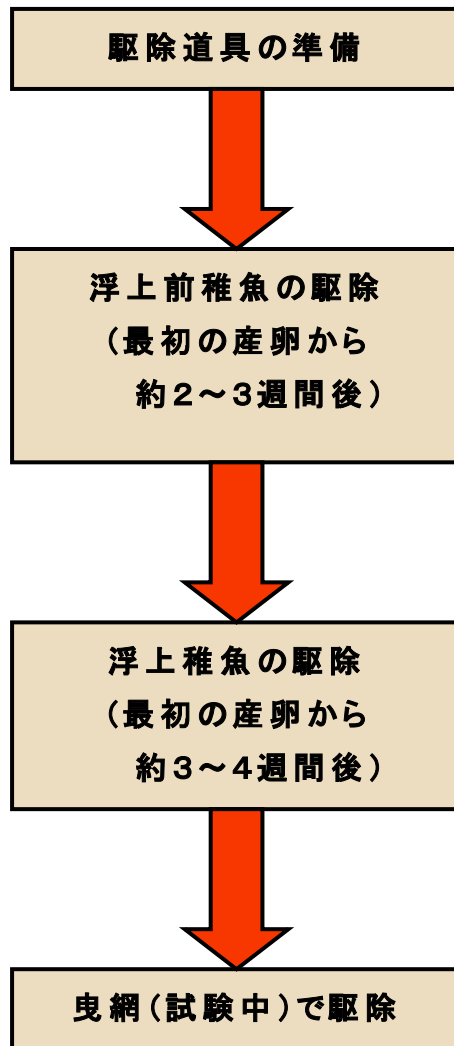 駆除道具の準備
浮上前稚魚の駆除
（最初の産卵から
約２～３週間後）
浮上稚魚の駆除
（最初の産卵から
約３～４週間後）
曳網（試験中）で駆除